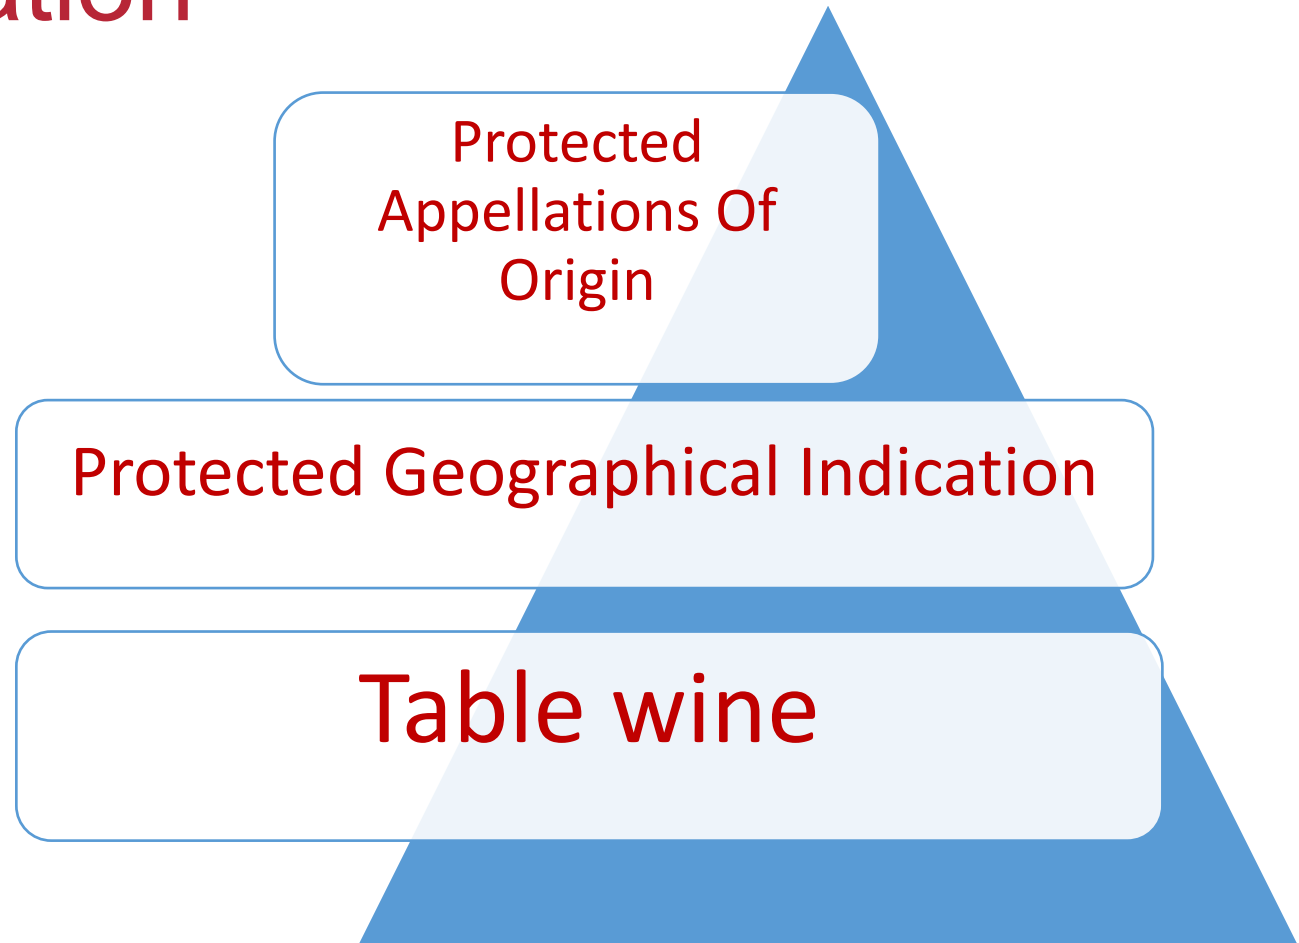 Protected
Appellations Of
Origin
Protected Geographical Indication
Table wine